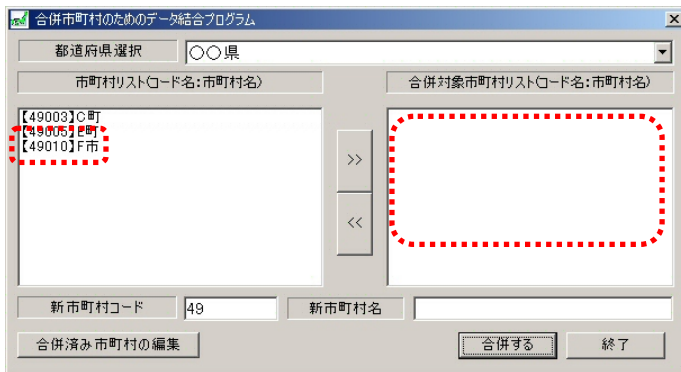 合併市町村のためのデータ結合プログラム
都道府県選択
○○県
市町村リスト(コード名:市町村名)
合併対象市町村リスト(コード名:市町村名)
【49003】C町
【49005】E町
【49010】F市
>>
<<
新市町村コード
49
新市町村名
合併済み市町村の編集
合併する
終了